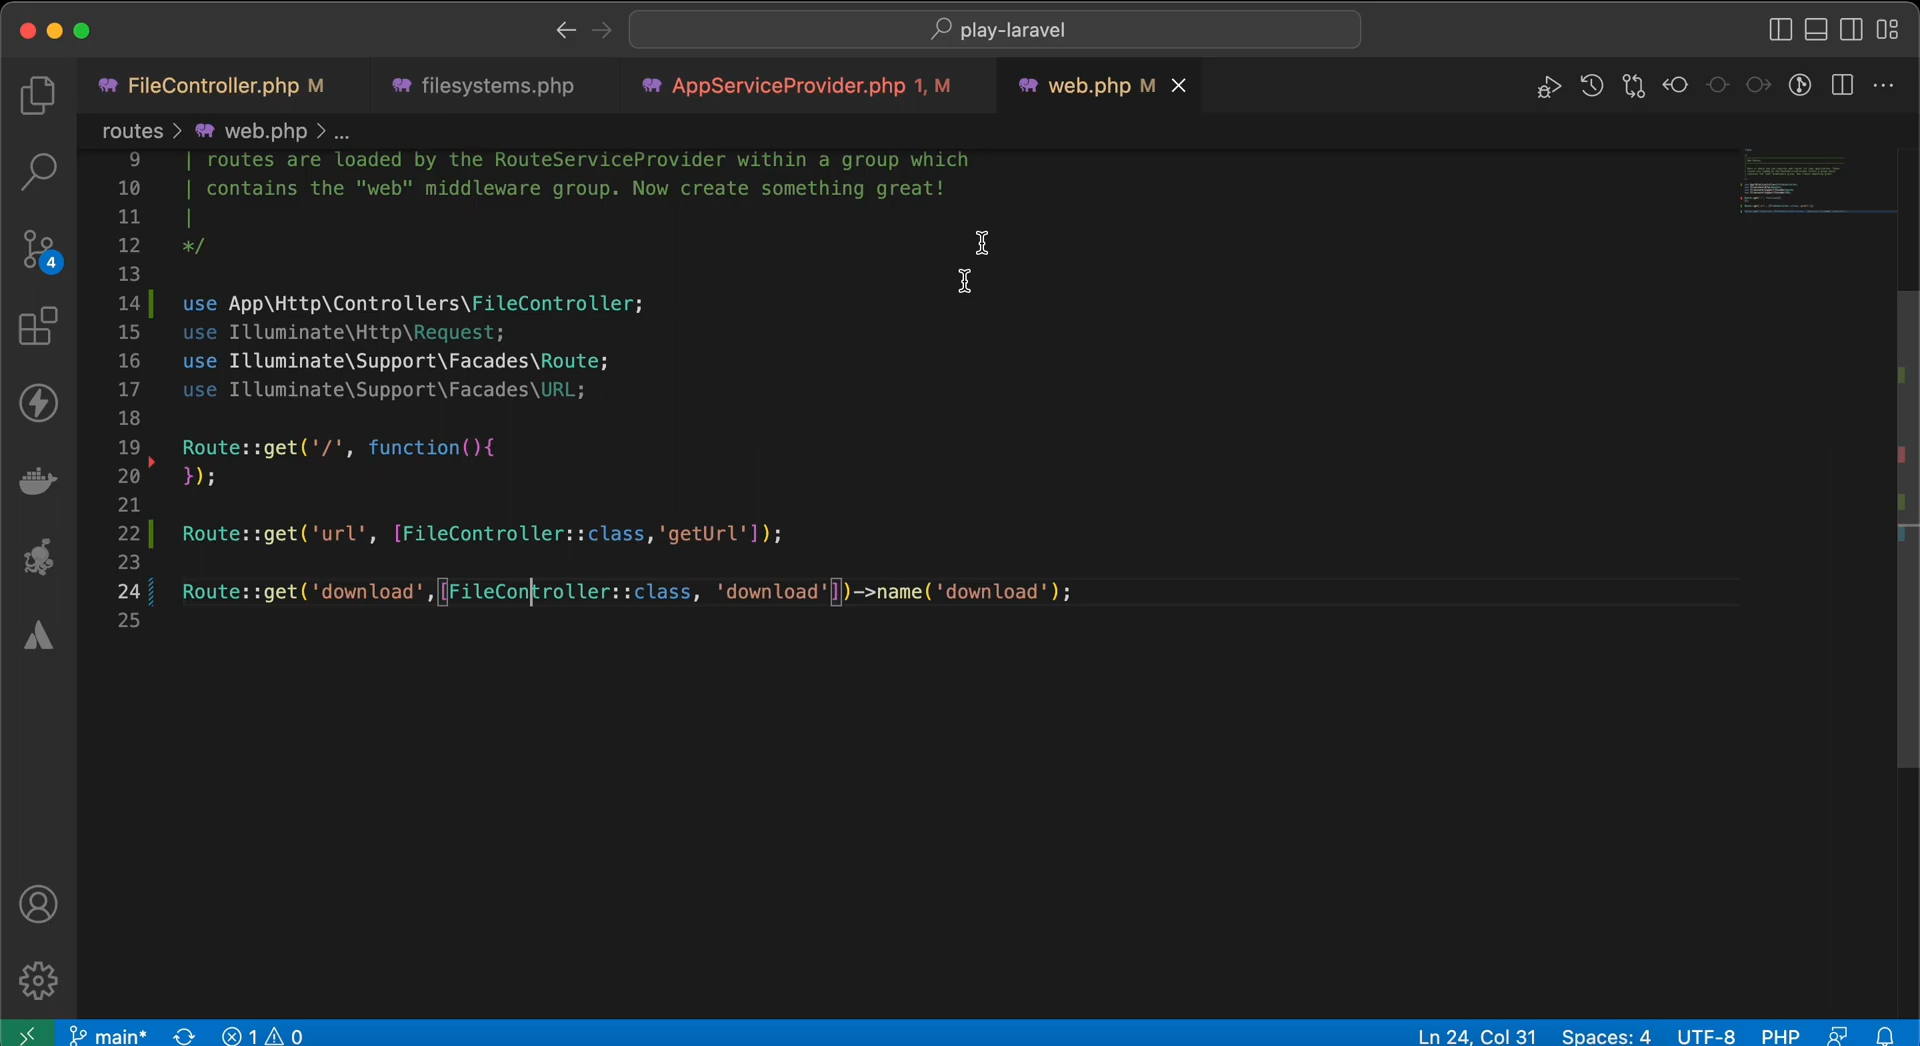 play-laravel
FileController.php M
filesystems.php
AppServiceProvider.php 1, M
web.php M
routes > web.php > ...
9 | routes are loaded by the RouteServiceProvider within a group which
10 | contains the "web" middleware group. Now create something great!
11 |
12 */
13
14 use App\Http\Controllers\FileController;
15 use Illuminate\Http\Request;
16 use Illuminate\Support\Facades\Route;
17 use Illuminate\Support\Facades\URL;
18
19 Route::get('/', function(){
20 });
21
22 Route::get('url', [FileController::class,'getUrl']);
23
24 Route::get('download',[FileController::class, 'download'])->name('download');
25
4
main* 1 0 Ln 24, Col 31 Spaces: 4 UTF-8 PHP